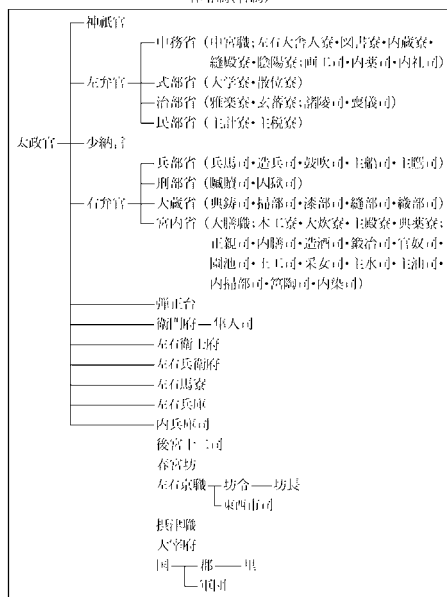 神祇官
中務省（中宮職；左右大舎人寮・図書寮・内蔵寮・
縫殿寮・陰陽寮；画工司・内薬司・内礼司）
左弁官
式部省（大学寮・散位寮）
治部省（雅楽寮・玄蕃寮；諸陵司・喪儀司）
民部省（主計寮・主税寮）
太政官
少納言
兵部省（兵馬司・造兵司・鼓吹司・主船司・主鷹司）
刑部省（贓贖司・囚獄司）
右弁官
大蔵省（典鋳司・掃部司・漆部司・縫部司・織部司）
宮内省（大膳職；木工寮・大炊寮・主殿寮・典薬寮；
正親司・内膳司・造酒司・鍛冶司・官奴司・
園池司・土工司・采女司・主水司・主油司・
内掃部司・筥陶司・内染司）
弾正台
衛門府―隼人司
左右衛士府
左右兵衛府
左右馬寮
左右兵庫
内兵庫司
後宮十二司
春宮坊
左右京職 坊令―坊長
東西市司
摂津職
大宰府
国 郡―里
軍団